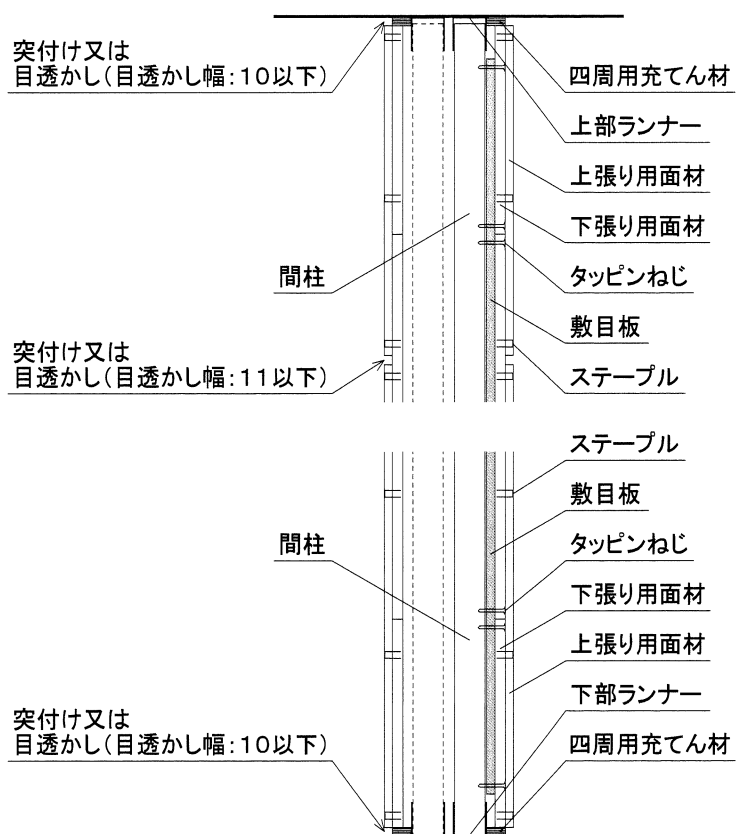 突付け又は
目透かし(目透かし幅:10以下)
四周用充てん材
上部ランナー
上張り用面材
下張り用面材
間柱
タッピンねじ
敷目板
突付け又は
目透かし(目透かし幅:11以下)
ステープル
ステープル
敷目板
間柱
タッピンねじ
下張り用面材
上張り用面材
下部ランナー
突付け又は
目透かし(目透かし幅:10以下)
四周用充てん材